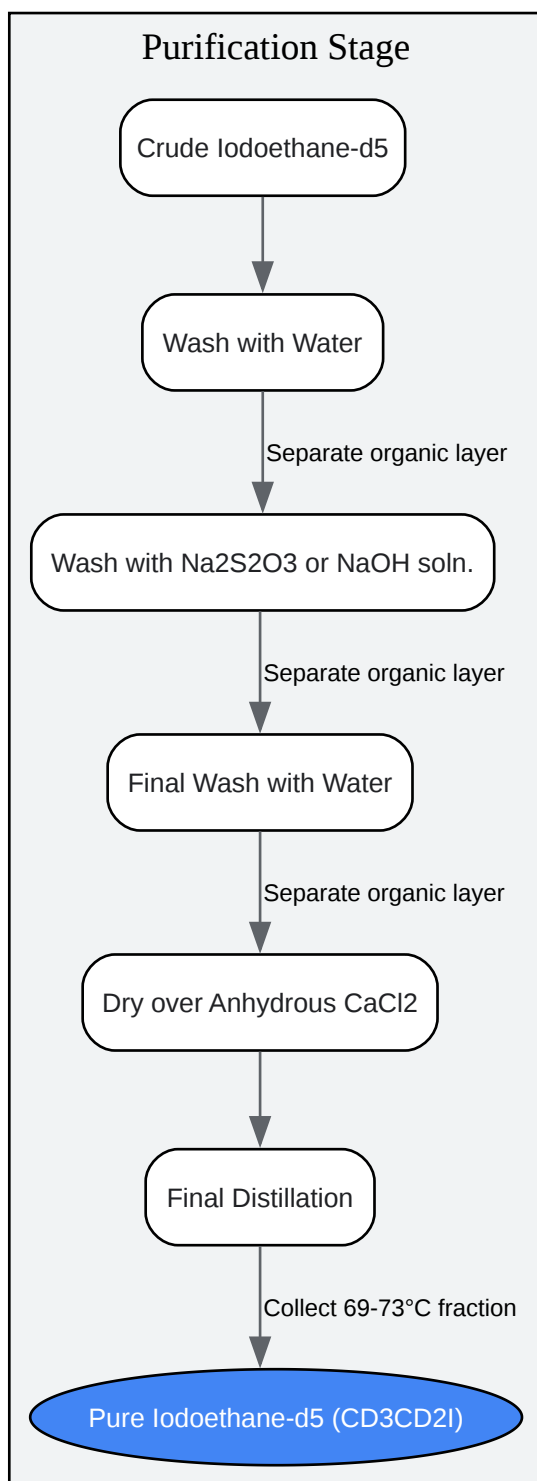 Purification Stage
Crude Iodoethane-d5
Wash with Water
Separate organic layer
Wash with Na2S2O3 or NaOH soln.
Separate organic layer
Final Wash with Water
Separate organic layer
Dry over Anhydrous CaCl2
Final Distillation
Collect 69-73°C fraction
Pure Iodoethane-d5 (CD3CD2I)